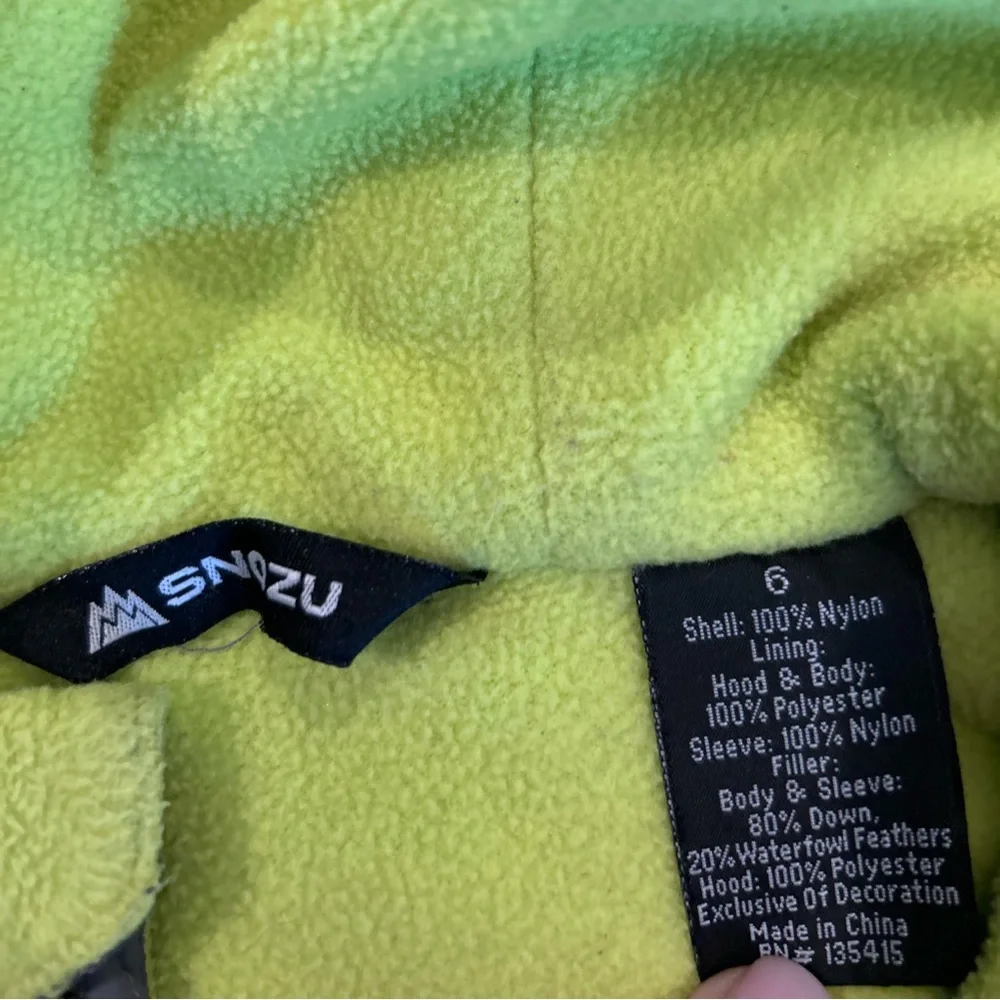 SNOZU
6
Shell: 100% Nylon
Lining:
Hood & Body:
100% Polyester
Sleeve: 100% Nylon
Filler:
Body & Sleeve:
80% Down,
20% Waterfowl Feathers
Hood: 100% Polyester
Exclusive Of Decoration
Made in China
RN# 135415